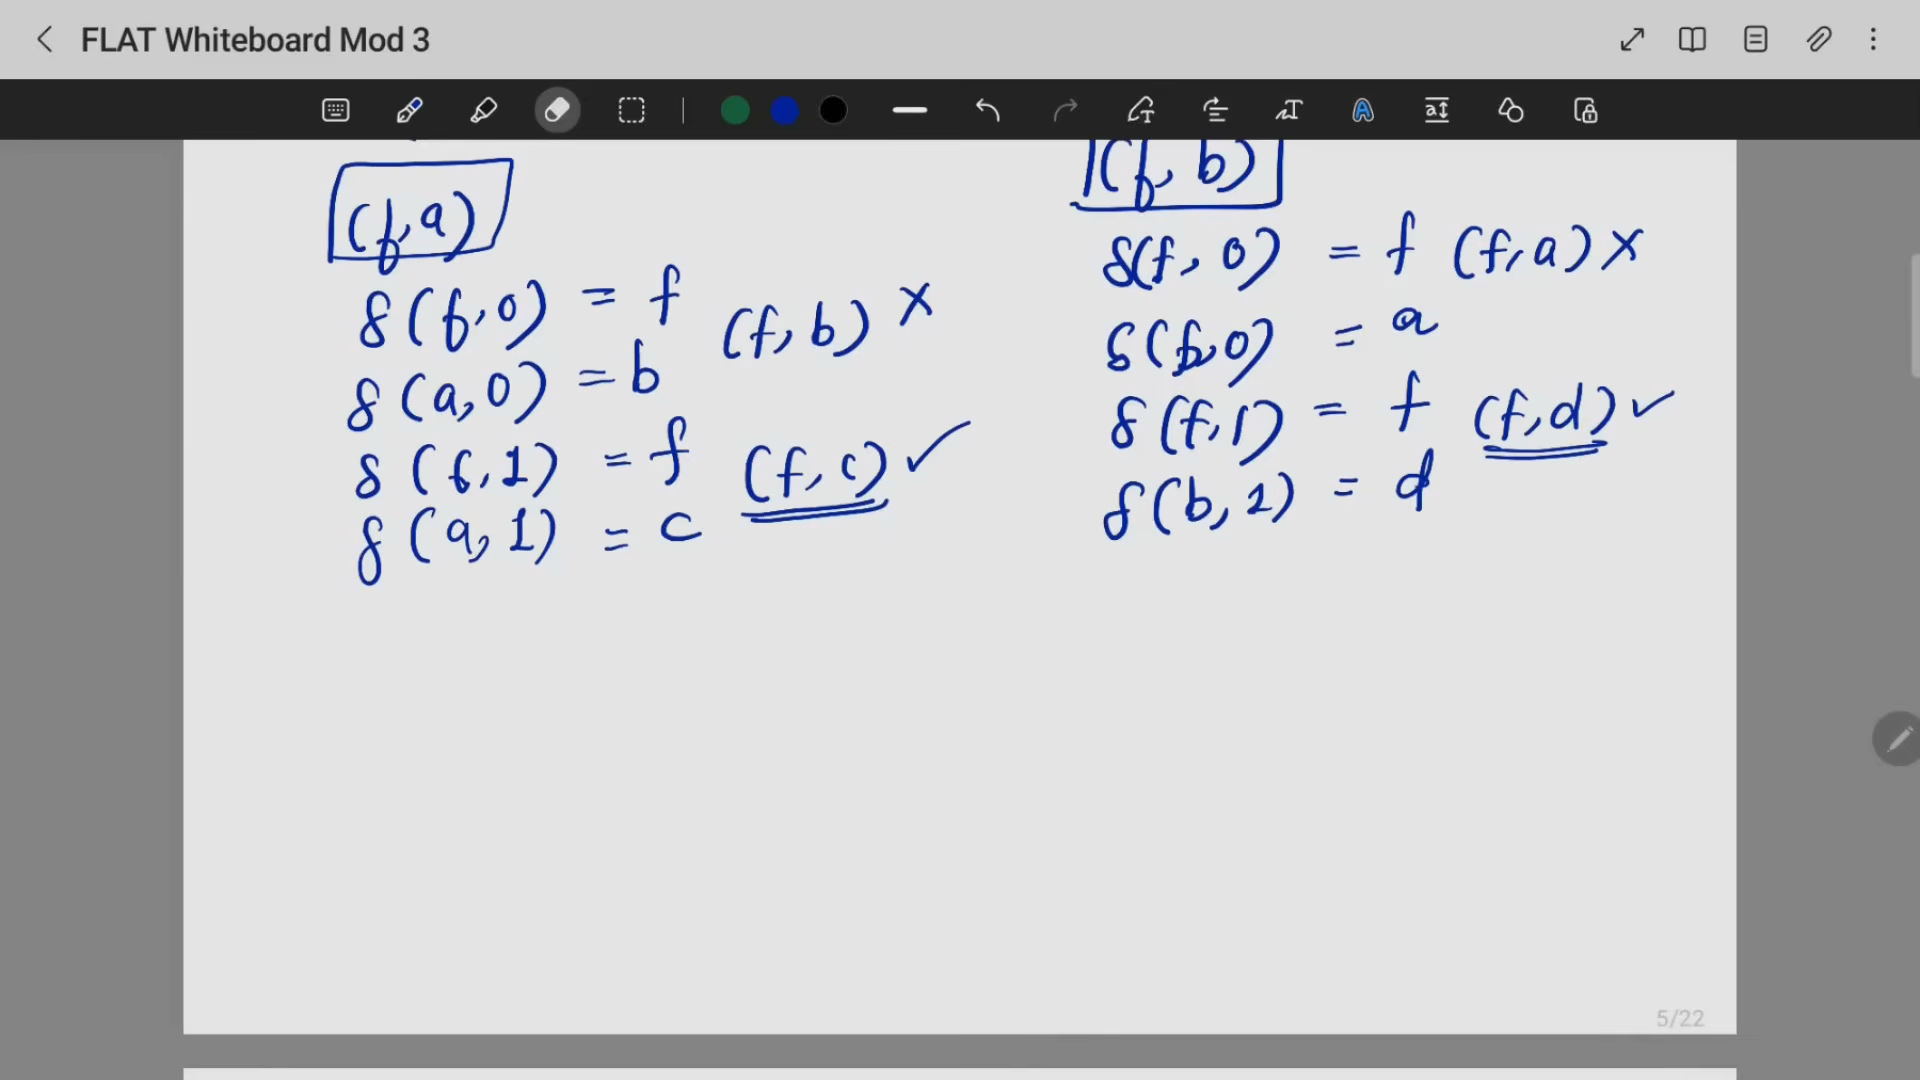 FLAT Whiteboard Mod 3
(f,a)
δ(f,0) = f (f,b) ×
δ(a,0) = b
δ(f,1) = f (f,c) ✓
δ(a,1) = c
(f,b)
δ(f,0) = f (f,a) ×
δ(b,0) = a
δ(f,1) = f (f,d) ✓
δ(b,1) = d
5/22